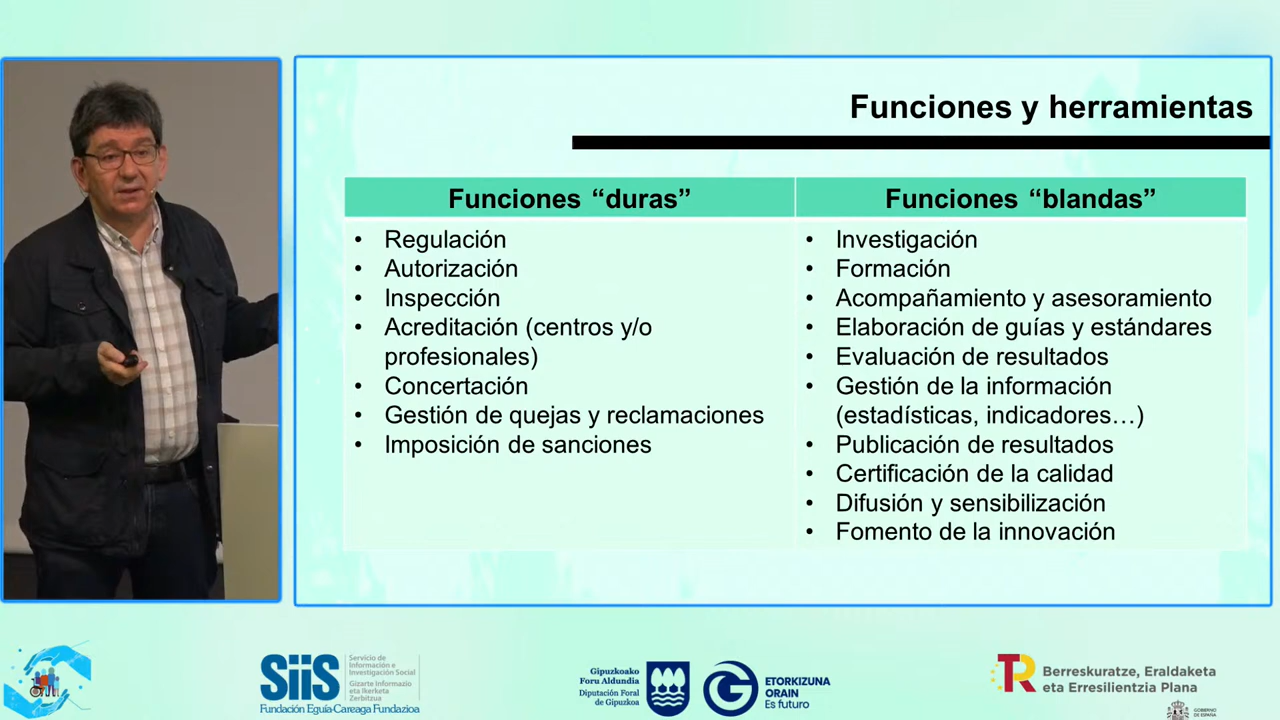 Funciones y herramientas
Funciones “duras”
• Regulación
• Autorización
• Inspección
• Acreditación (centros y/o
profesionales)
• Concertación
• Gestión de quejas y reclamaciones
• Imposición de sanciones
Funciones “blandas”
• Investigación
• Formación
• Acompañamiento y asesoramiento
• Elaboración de guías y estándares
• Evaluación de resultados
• Gestión de la información
(estadísticas, indicadores…)
• Publicación de resultados
• Certificación de la calidad
• Difusión y sensibilización
• Fomento de la innovación
SiiS
Servicio de
Información e
Investigación Social
Gizarte Informazio
eta Ikerketa
Zerbitzua
Fundación Eguía-Careaga Fundazioa
Gipuzkoako
Foru Aldundia
Diputación Foral
de Gipuzkoa
ETORKIZUNA
ORAIN
Es futuro
TR
Berreskuratze, Eraldaketa
eta Erresilientzia Plana
GOBIERNO
DE ESPAÑA